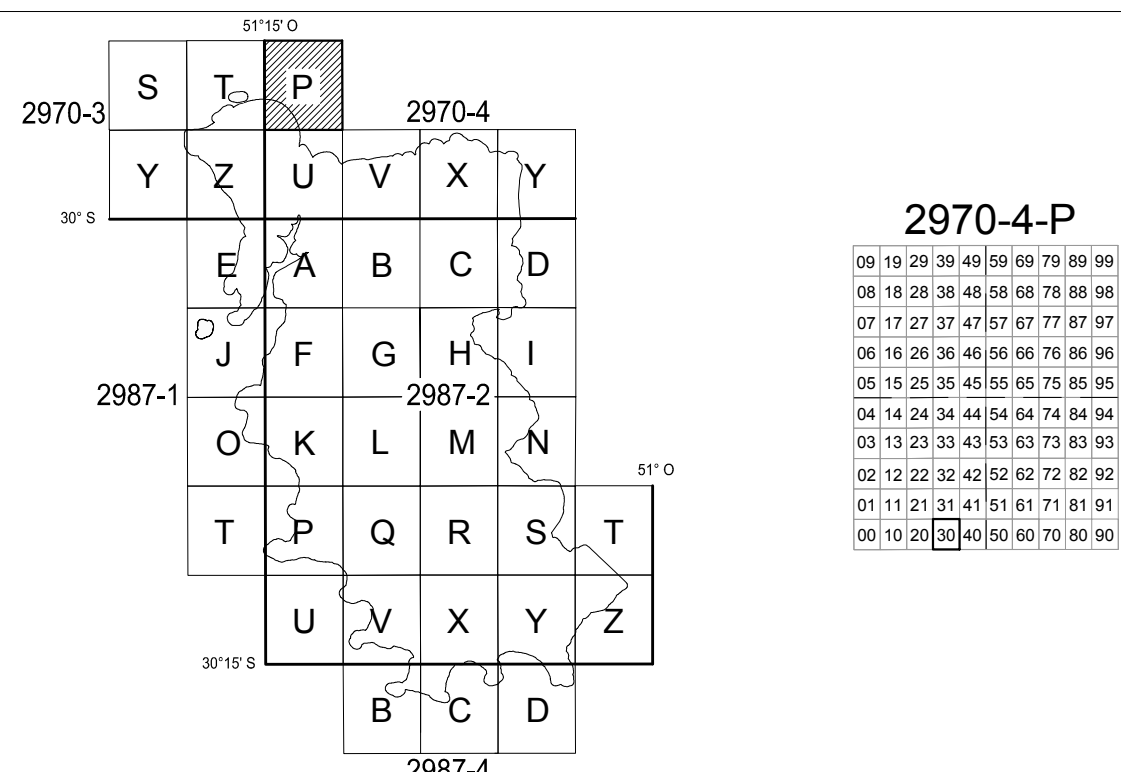 51°15' O
S T P
2970-3 2970-4
Y Z U V X Y
30° S
E A B C D
J F G H I
2987-1 2987-2
O K L M N
51° O
T P Q R S T
U V X Y Z
30°15' S
B C D
2987-4
2970-4-P
09 19 29 39 49 59 69 79 89 99
08 18 28 38 48 58 68 78 88 98
07 17 27 37 47 57 67 77 87 97
06 16 26 36 46 56 66 76 86 96
05 15 25 35 45 55 65 75 85 95
04 14 24 34 44 54 64 74 84 94
03 13 23 33 43 53 63 73 83 93
02 12 22 32 42 52 62 72 82 92
01 11 21 31 41 51 61 71 81 91
00 10 20 30 40 50 60 70 80 90